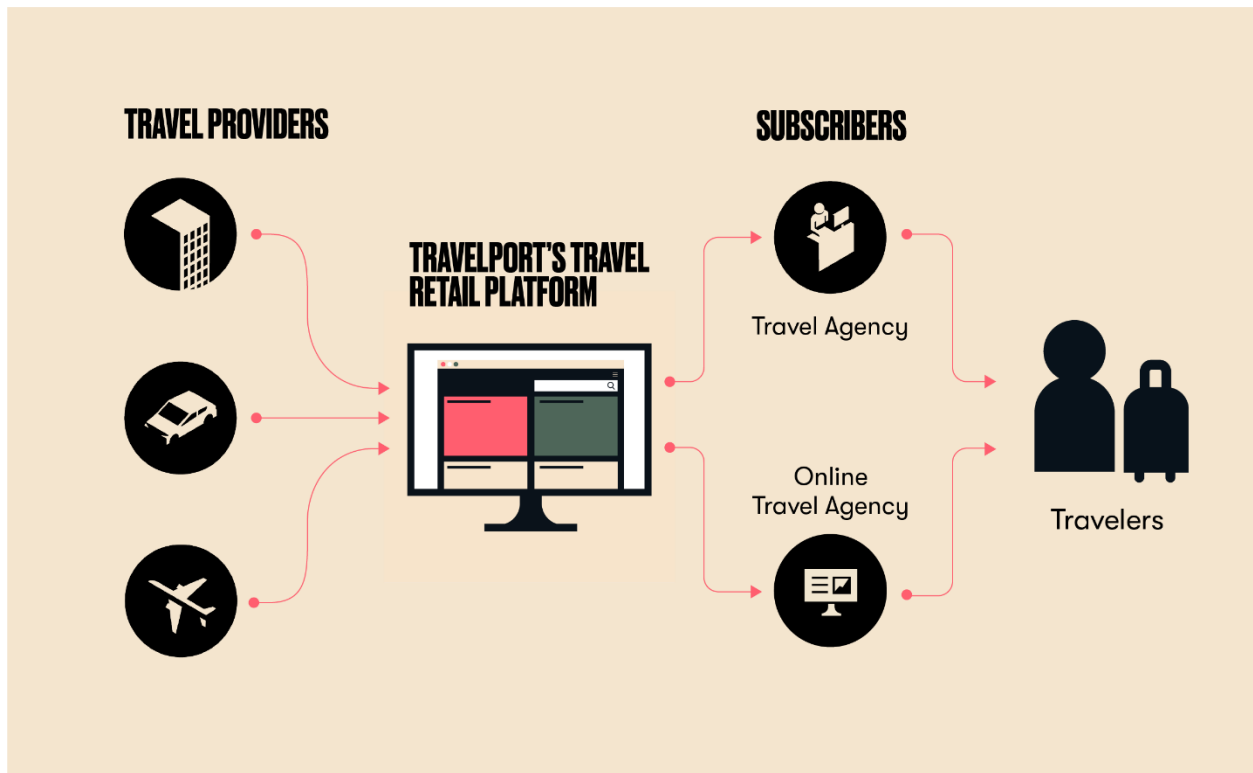 TRAVEL PROVIDERS
SUBSCRIBERS
TRAVELPORT’S TRAVEL
RETAIL PLATFORM
Travel Agency
Online
Travel Agency
Travelers